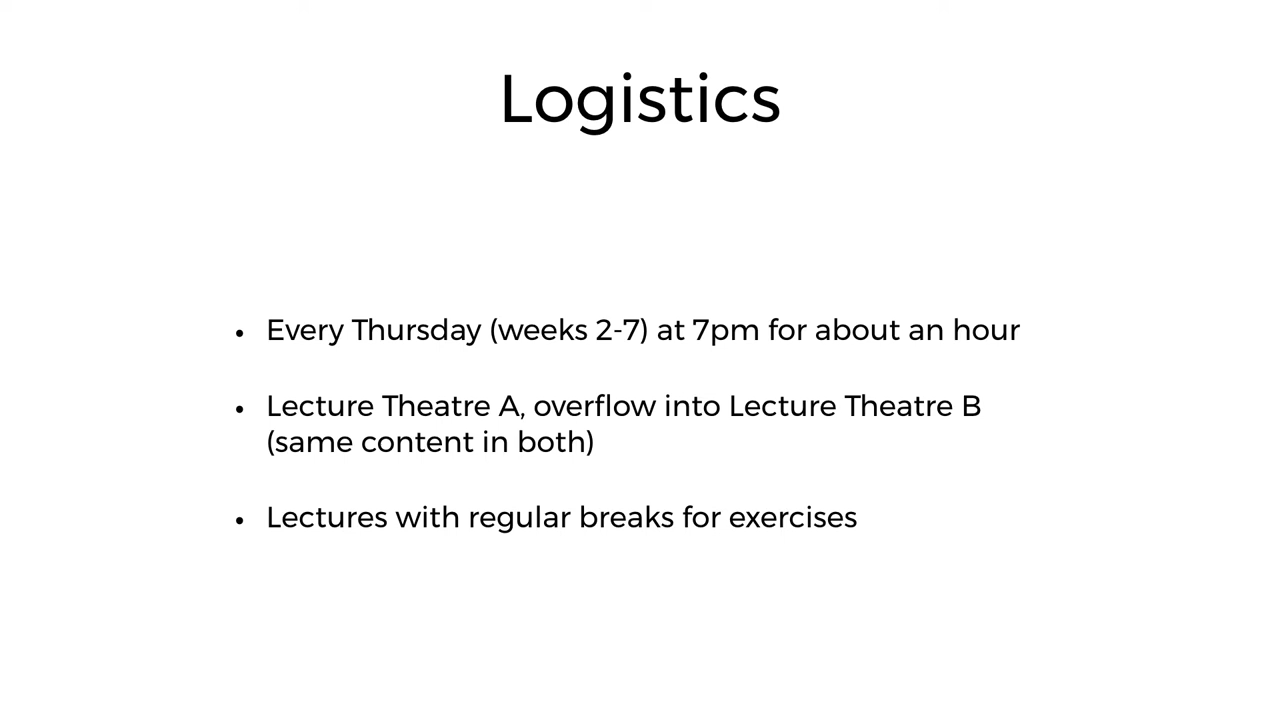 Logistics
• Every Thursday (weeks 2-7) at 7pm for about an hour
• Lecture Theatre A, overflow into Lecture Theatre B
(same content in both)
• Lectures with regular breaks for exercises